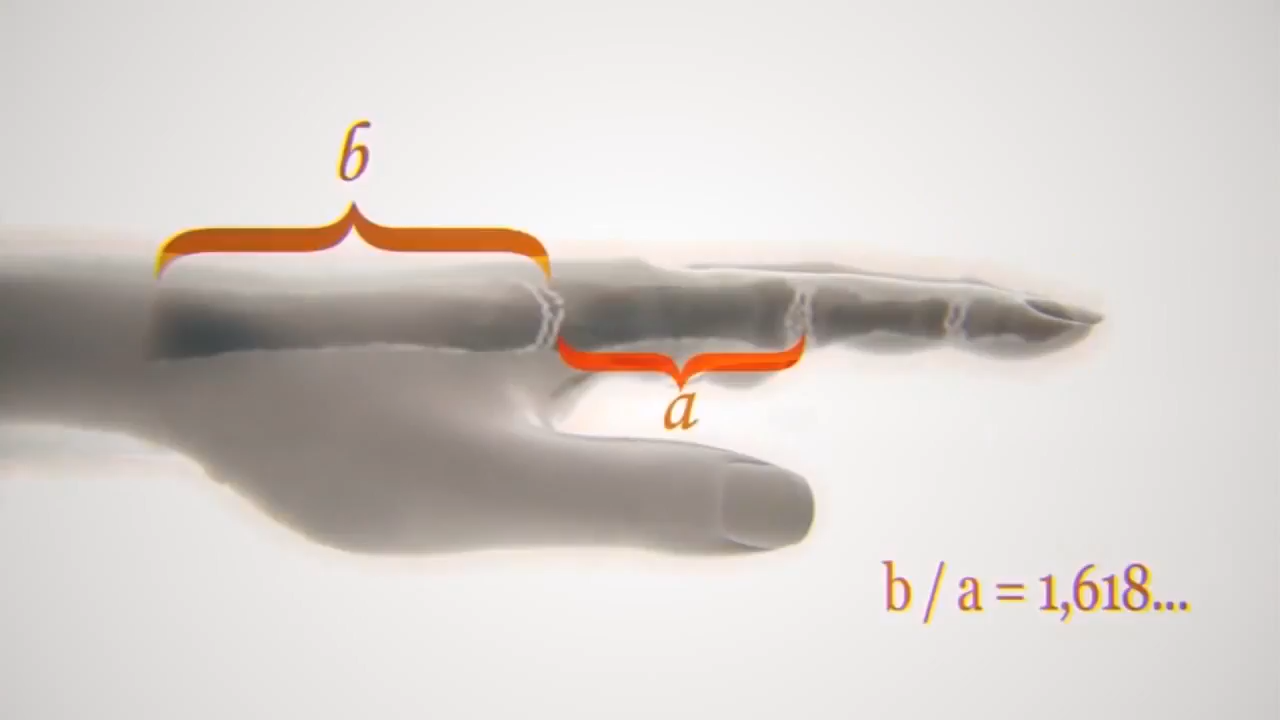 b
a
b / a = 1,618...